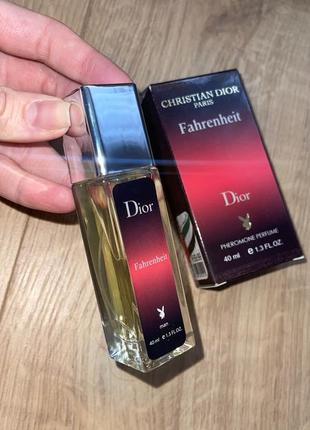 CHRISTIAN DIOR
PARIS
Fahrenheit
Dior
PHEROMONE PERFUME
40 ml e 1.3 FL.OZ.
Dior
Fahrenheit
man
40 ml e 1.3 FL.OZ.